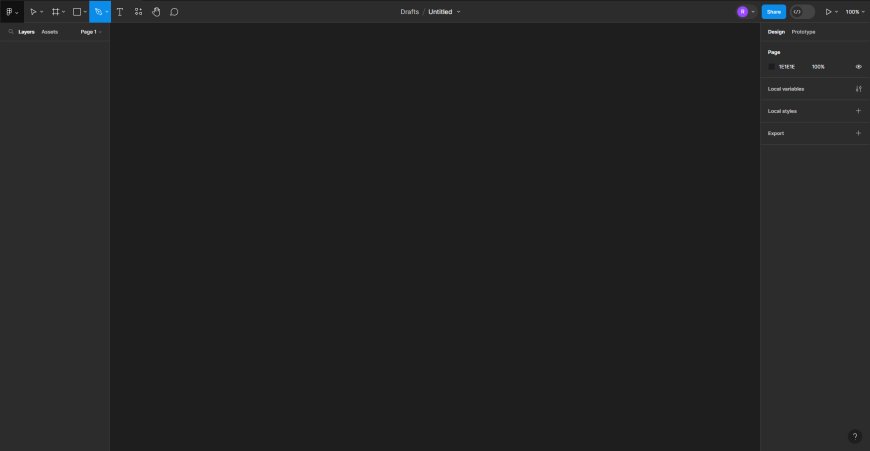 Drafts / Untitled
R
Share
100%
Layers Assets Page 1
Design Prototype
Page
1E1E1E 100%
Local variables
Local styles
Export
?